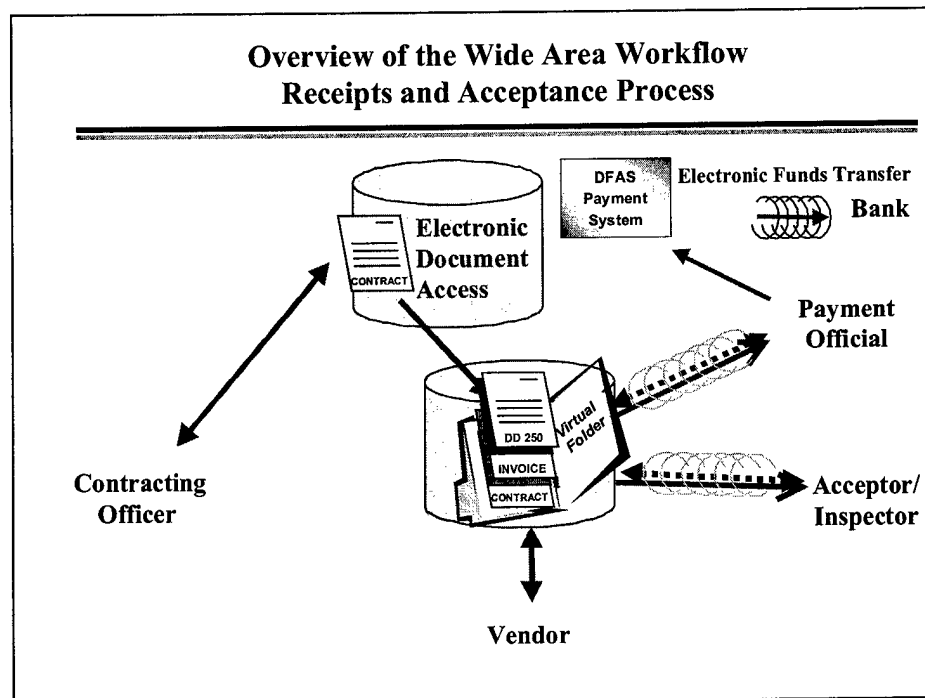 Overview of the Wide Area Workflow
Receipts and Acceptance Process
DFAS
Payment
System
Electronic Funds Transfer
Bank
Electronic
Document
Access
CONTRACT
Payment
Official
Virtual
Folder
DD 250
INVOICE
CONTRACT
Contracting
Officer
Acceptor/
Inspector
Vendor